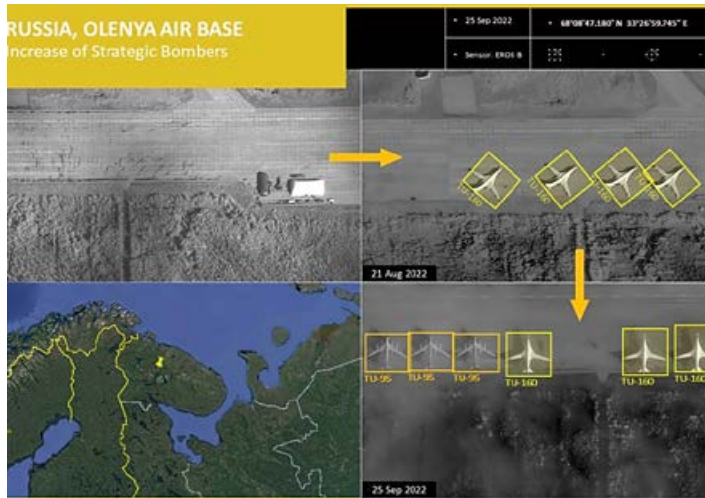 RUSSIA, OLENYA AIR BASE
Increase of Strategic Bombers
• 25 Sep 2022
• 68°08'47.180" N 33°26'59.745" E
• Sensor: EROS B
TU-160
TU-160
TU-160
TU-160
21 Aug 2022
TU-95
TU-95
TU-95
TU-160
TU-160
TU-160
25 Sep 2022